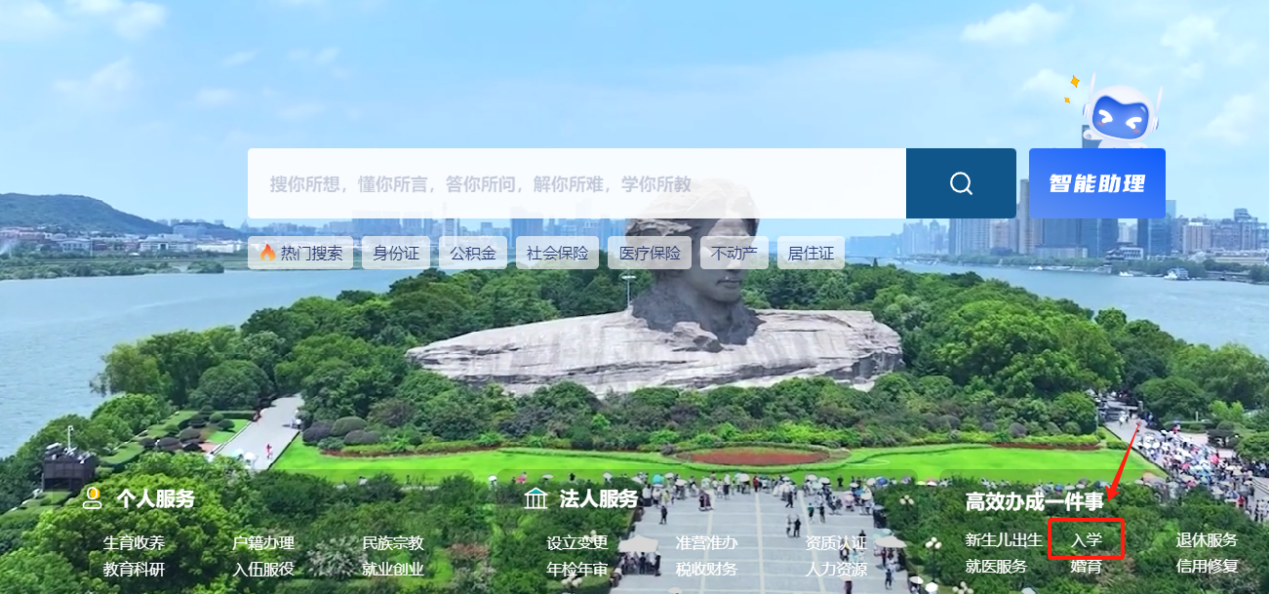 搜你所想，懂你所言，答你所问，解你所难，学你所教
智能助理
热门搜索 身份证 公积金 社会保险 医疗保险 不动产 居住证
个人服务 法人服务 高效办成一件事
生育收养 户籍办理 民族宗教 设立变更 准营准办 资质认证 新生儿出生 入学 退休服务
教育科研 入伍服役 就业创业 年检年审 税收财务 人力资源 就医服务 婚育 信用修复